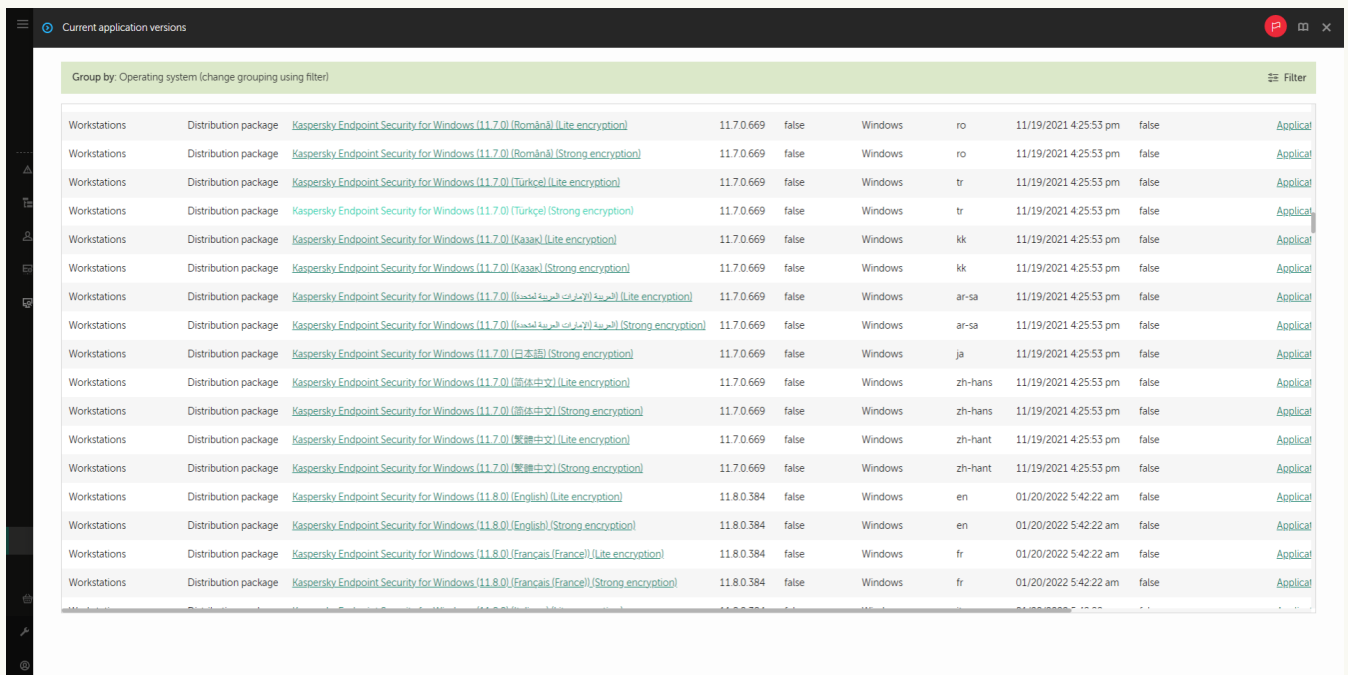 Current application versions
Group by: Operating system (change grouping using filter) Filter
Workstations Distribution package Kaspersky Endpoint Security for Windows (11.7.0) (Română) (Lite encryption) 11.7.0.669 false Windows ro 11/19/2021 4:25:53 pm false Applicat
Workstations Distribution package Kaspersky Endpoint Security for Windows (11.7.0) (Română) (Strong encryption) 11.7.0.669 false Windows ro 11/19/2021 4:25:53 pm false Applicat
Workstations Distribution package Kaspersky Endpoint Security for Windows (11.7.0) (Türkçe) (Lite encryption) 11.7.0.669 false Windows tr 11/19/2021 4:25:53 pm false Applicat
Workstations Distribution package Kaspersky Endpoint Security for Windows (11.7.0) (Türkçe) (Strong encryption) 11.7.0.669 false Windows tr 11/19/2021 4:25:53 pm false Applicat
Workstations Distribution package Kaspersky Endpoint Security for Windows (11.7.0) (Қазақ) (Lite encryption) 11.7.0.669 false Windows kk 11/19/2021 4:25:53 pm false Applicat
Workstations Distribution package Kaspersky Endpoint Security for Windows (11.7.0) (Қазақ) (Strong encryption) 11.7.0.669 false Windows kk 11/19/2021 4:25:53 pm false Applicat
Workstations Distribution package Kaspersky Endpoint Security for Windows (11.7.0) ((العربية (الإمارات العربية) (Lite encryption) 11.7.0.669 false Windows ar-sa 11/19/2021 4:25:53 pm false Applicat
Workstations Distribution package Kaspersky Endpoint Security for Windows (11.7.0) ((العربية (الإمارات العربية) (Strong encryption) 11.7.0.669 false Windows ar-sa 11/19/2021 4:25:53 pm false Applicat
Workstations Distribution package Kaspersky Endpoint Security for Windows (11.7.0) (日本語) (Strong encryption) 11.7.0.669 false Windows ja 11/19/2021 4:25:53 pm false Applicat
Workstations Distribution package Kaspersky Endpoint Security for Windows (11.7.0) (简体中文) (Lite encryption) 11.7.0.669 false Windows zh-hans 11/19/2021 4:25:53 pm false Applicat
Workstations Distribution package Kaspersky Endpoint Security for Windows (11.7.0) (简体中文) (Strong encryption) 11.7.0.669 false Windows zh-hans 11/19/2021 4:25:53 pm false Applicat
Workstations Distribution package Kaspersky Endpoint Security for Windows (11.7.0) (繁體中文) (Lite encryption) 11.7.0.669 false Windows zh-hant 11/19/2021 4:25:53 pm false Applicat
Workstations Distribution package Kaspersky Endpoint Security for Windows (11.7.0) (繁體中文) (Strong encryption) 11.7.0.669 false Windows zh-hant 11/19/2021 4:25:53 pm false Applicat
Workstations Distribution package Kaspersky Endpoint Security for Windows (11.8.0) (English) (Lite encryption) 11.8.0.384 false Windows en 01/20/2022 5:42:22 am false Applicat
Workstations Distribution package Kaspersky Endpoint Security for Windows (11.8.0) (English) (Strong encryption) 11.8.0.384 false Windows en 01/20/2022 5:42:22 am false Applicat
Workstations Distribution package Kaspersky Endpoint Security for Windows (11.8.0) (Français (France)) (Lite encryption) 11.8.0.384 false Windows fr 01/20/2022 5:42:22 am false Applicat
Workstations Distribution package Kaspersky Endpoint Security for Windows (11.8.0) (Français (France)) (Strong encryption) 11.8.0.384 false Windows fr 01/20/2022 5:42:22 am false Applicat